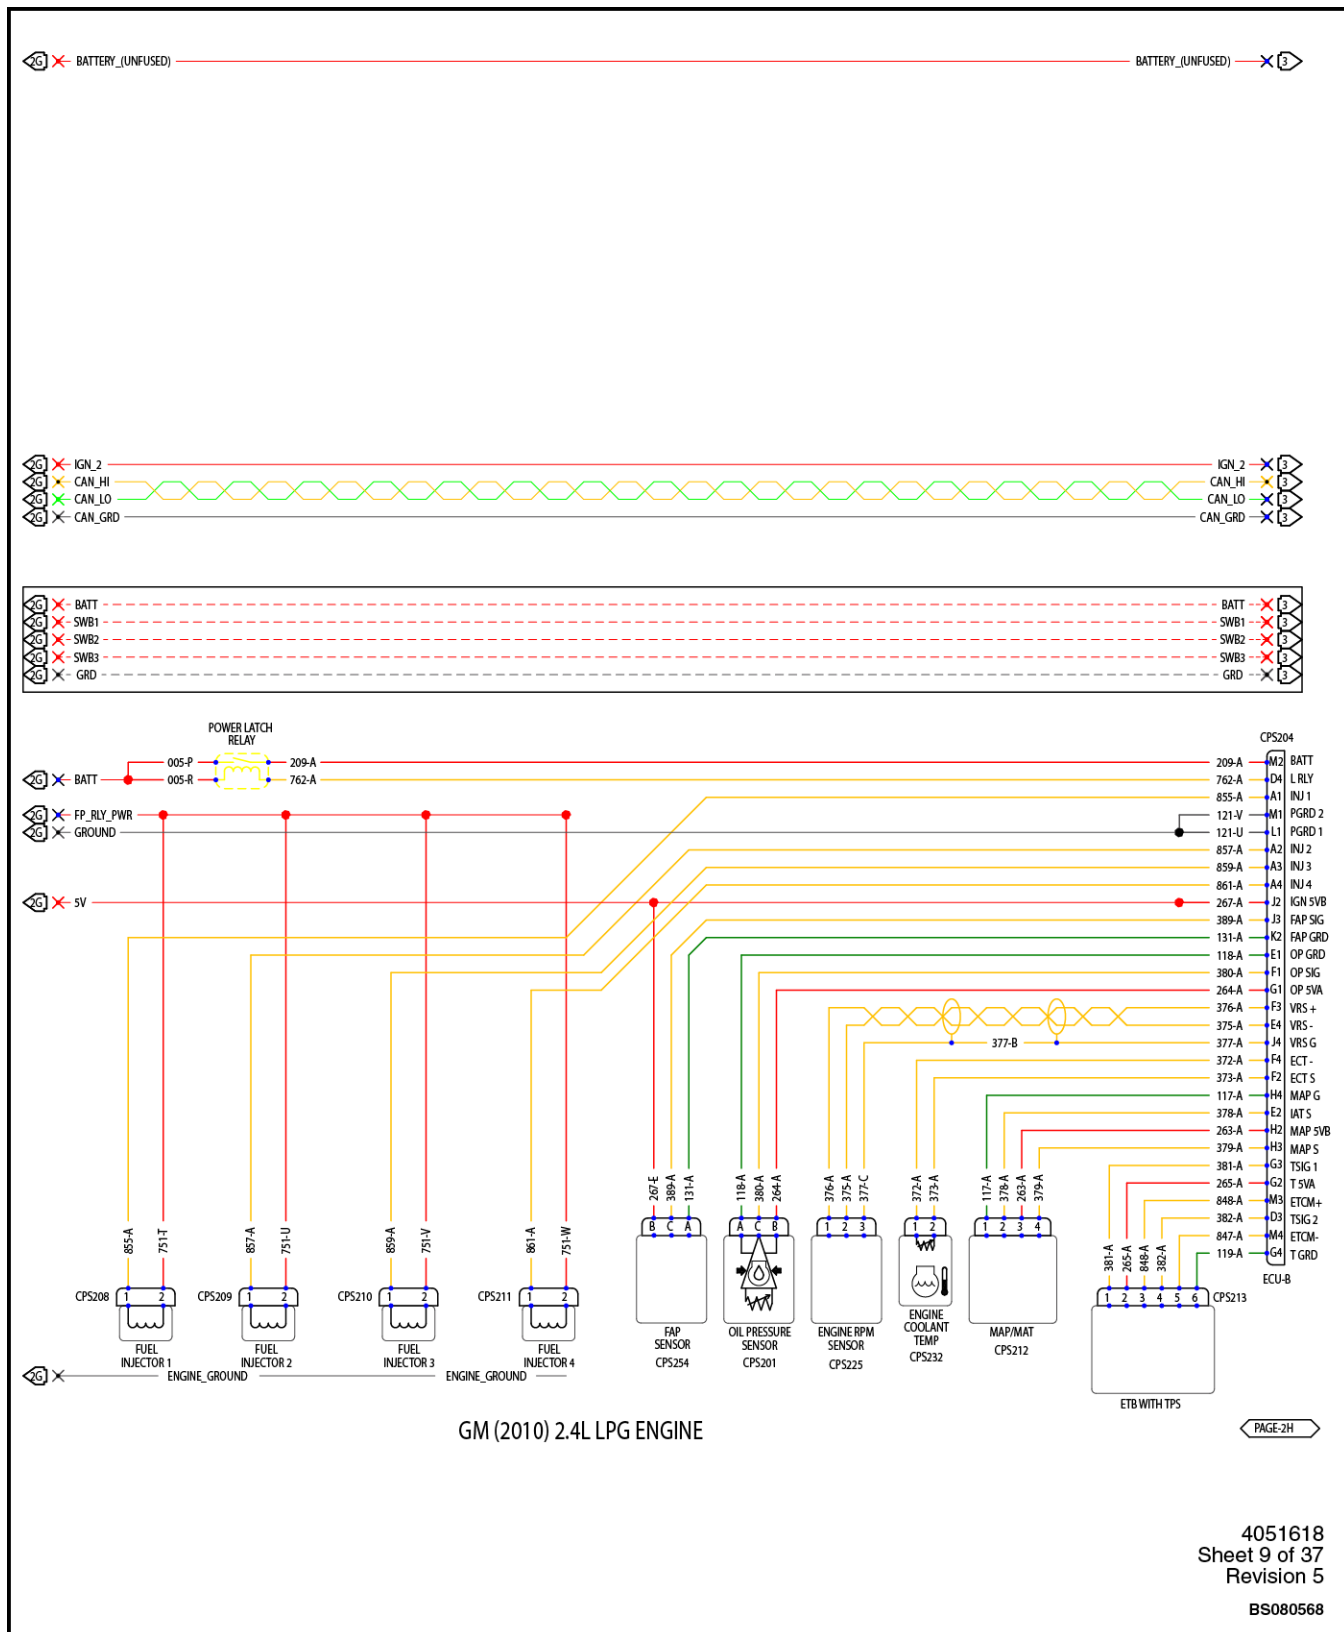 2G BATTERY_(UNFUSED) BATTERY_(UNFUSED) 3
2G IGN_2 IGN_2 3
2G CAN_HI CAN_HI 3
2G CAN_LO CAN_LO 3
2G CAN_GRD CAN_GRD 3
2G BATT BATT 3
2G SWB1 SWB1 3
2G SWB2 SWB2 3
2G SWB3 SWB3 3
2G GRD GRD 3
POWER LATCH
RELAY
CPS204
005-P 209-A 209-A M2 BATT
2G BATT 005-R 762-A 762-A D4 L RLY
855-A A1 INJ 1
2G FP_RLY_PWR 121-V M1 PGRD 2
2G GROUND 121-U L1 PGRD 1
857-A A2 INJ 2
859-A A3 INJ 3
861-A A4 INJ 4
2G 5V 267-A J2 IGN 5VB
389-A J3 FAP SIG
131-A K2 FAP GRD
118-A E1 OP GRD
380-A F1 OP SIG
264-A G1 OP 5VA
376-A F3 VRS +
375-A E4 VRS -
377-B 377-A J4 VRS G
372-A F4 ECT -
373-A F2 ECT S
117-A H4 MAP G
378-A E2 IAT S
263-A H2 MAP 5VB
379-A H3 MAP S
381-A G3 TSIG 1
265-A G2 T 5VA
848-A M3 ETCM+
382-A D3 TSIG 2
847-A M4 ETCM-
119-A G4 T GRD
ECU-B
267-E 389-A 131-A 118-A 380-A 264-A 376-A 375-A 377-C 372-A 373-A 117-A 378-A 263-A 379-A
B C A A C B 1 2 3 1 2 1 2 3 4
855-A 751-T 857-A 751-U 859-A 751-V 861-A 751-W 381-A 265-A 848-A 382-A
CPS208 1 2 CPS209 1 2 CPS210 1 2 CPS211 1 2 1 2 3 4 5 6 CPS213
FUEL
INJECTOR 1
FUEL
INJECTOR 2
FUEL
INJECTOR 3
FUEL
INJECTOR 4
FAP
SENSOR
CPS254
OIL PRESSURE
SENSOR
CPS201
ENGINE RPM
SENSOR
CPS225
ENGINE
COOLANT
TEMP
CPS232
MAP/MAT
CPS212
ETB WITH TPS
2G ENGINE_GROUND ENGINE_GROUND
GM (2010) 2.4L LPG ENGINE
PAGE-2H
4051618
Sheet 9 of 37
Revision 5
BS080568